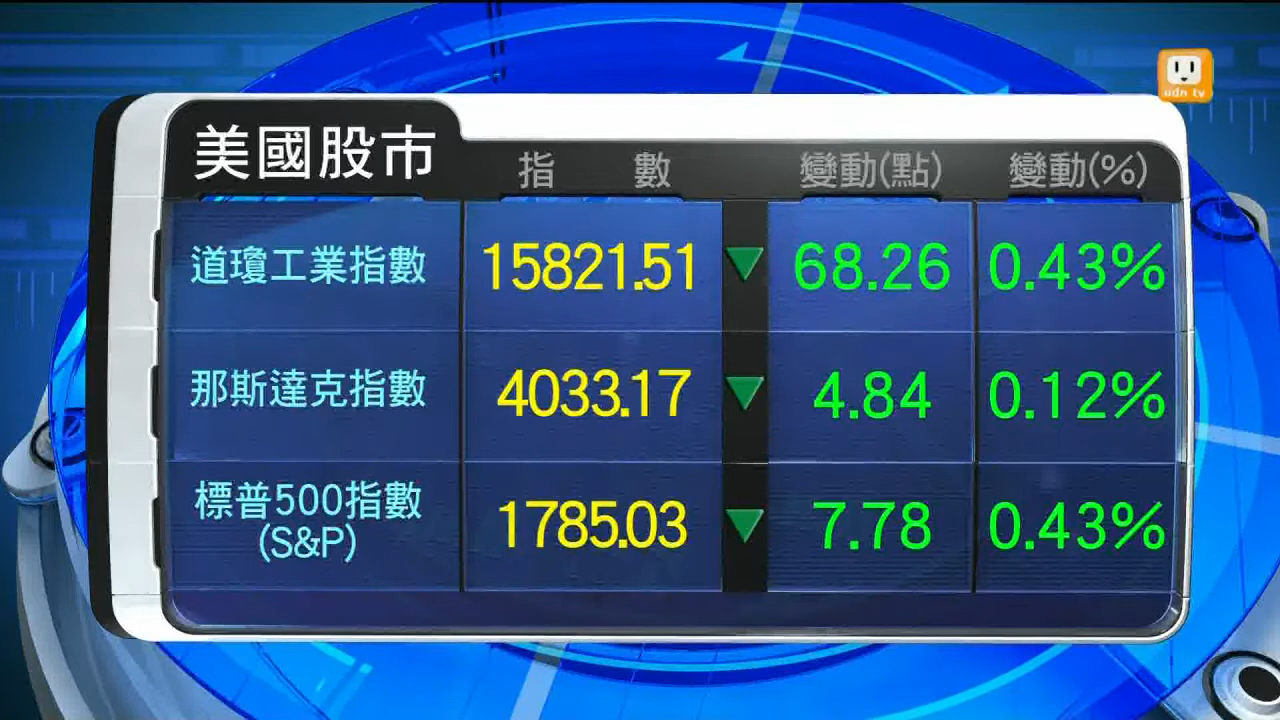 udn tv
美國股市 指 數 變動(點) 變動(%)
道瓊工業指數 15821.51 ▼ 68.26 0.43%
那斯達克指數 4033.17 ▼ 4.84 0.12%
標普500指數
(S&P) 1785.03 ▼ 7.78 0.43%